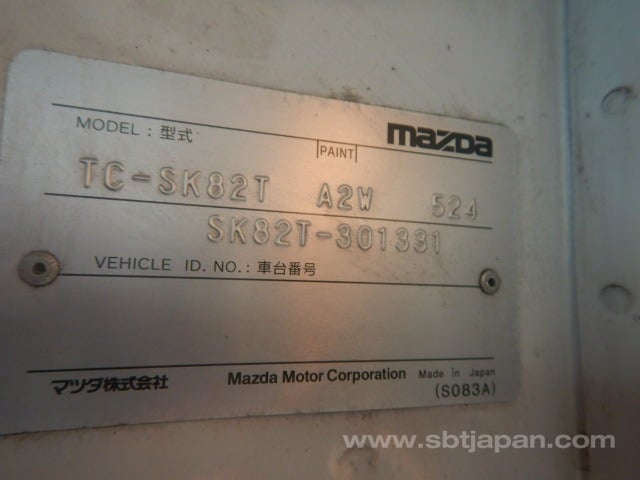 MODEL : 型式
PAINT
mazda
TC-SK82T A2W 524
SK82T-301331
VEHICLE ID. NO. : 車台番号
マツダ株式会社 Mazda Motor Corporation Made in Japan
(S083A)
www.sbtjapan.com